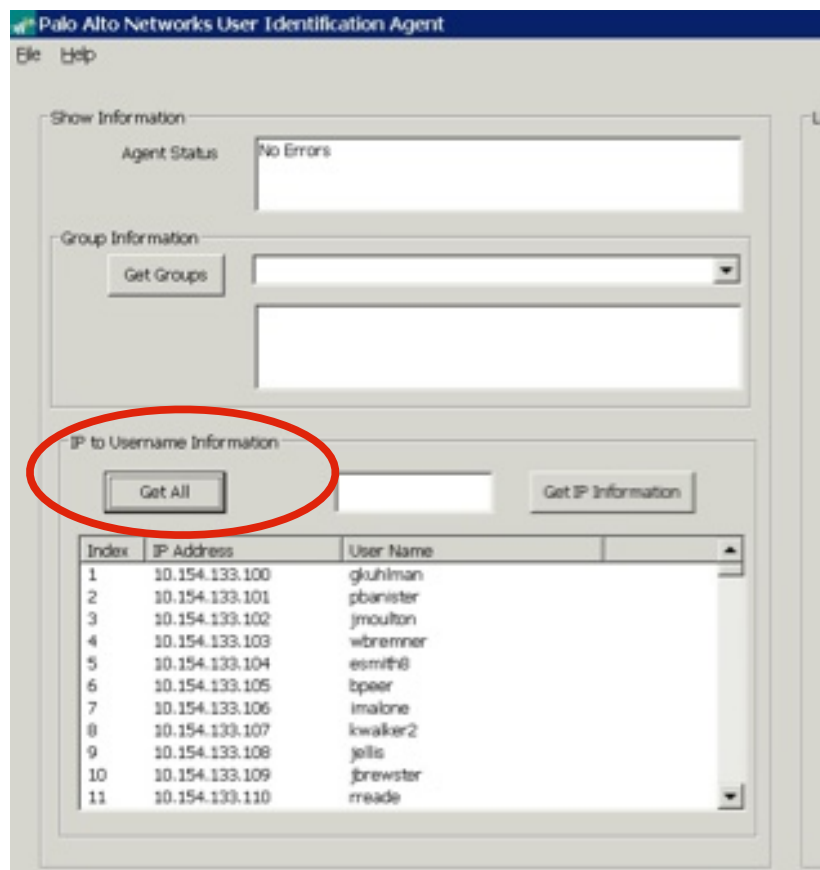 Palo Alto Networks User Identification Agent
File Help
Show Information
L
Agent Status No Errors
Group Information
Get Groups
IP to Username Information
Get All Get IP Information
Index IP Address User Name
1 10.154.133.100 gkuhlman
2 10.154.133.101 pbanister
3 10.154.133.102 jmoulton
4 10.154.133.103 wbremner
5 10.154.133.104 esmith8
6 10.154.133.105 bpeer
7 10.154.133.106 imalone
8 10.154.133.107 kwalker2
9 10.154.133.108 jellis
10 10.154.133.109 jbrewster
11 10.154.133.110 rreade